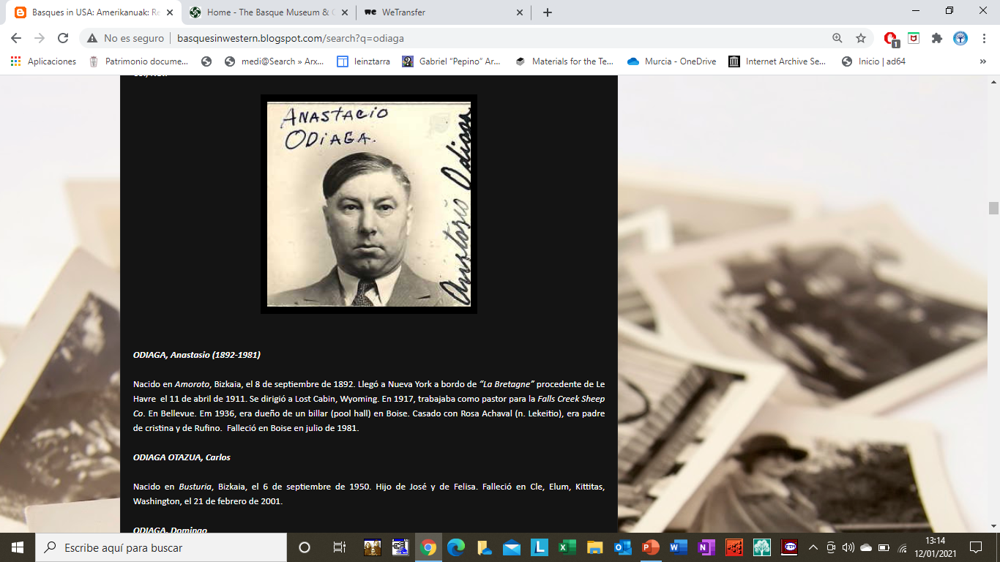 Basques in USA: Amerikanuak: Re
Home - The Basque Museum & C
WeTransfer
No es seguro
basquesinwestern.blogspot.com/search?q=odiaga
Aplicaciones
Patrimonio docume...
medi@Search » Arx...
leinztarra
Gabriel “Pepino” Ar...
Materials for the Te...
Murcia - OneDrive
Internet Archive Se...
Inicio | ad64
»
ANASTACIO
ODIAGA.
Anastasio Odiaga
ODIAGA, Anastasio (1892-1981)
Nacido en Amoroto, Bizkaia, el 8 de septiembre de 1892. Llegó a Nueva York a bordo de “La Bretagne” procedente de Le
Havre el 11 de abril de 1911. Se dirigió a Lost Cabin, Wyoming. En 1917, trabajaba como pastor para la Falls Creek Sheep
Co. En Bellevue. Em 1936, era dueño de un billar (pool hall) en Boise. Casado con Rosa Achaval (n. Lekeitio), era padre
de cristina y de Rufino. Falleció en Boise en julio de 1981.
ODIAGA OTAZUA, Carlos
Nacido en Busturia, Bizkaia, el 6 de septiembre de 1950. Hijo de José y de Felisa. Falleció en Cle, Elum, Kittitas,
Washington, el 21 de febrero de 2001.
ODIAGA, Domingo
Escribe aquí para buscar
13:14
12/01/2021